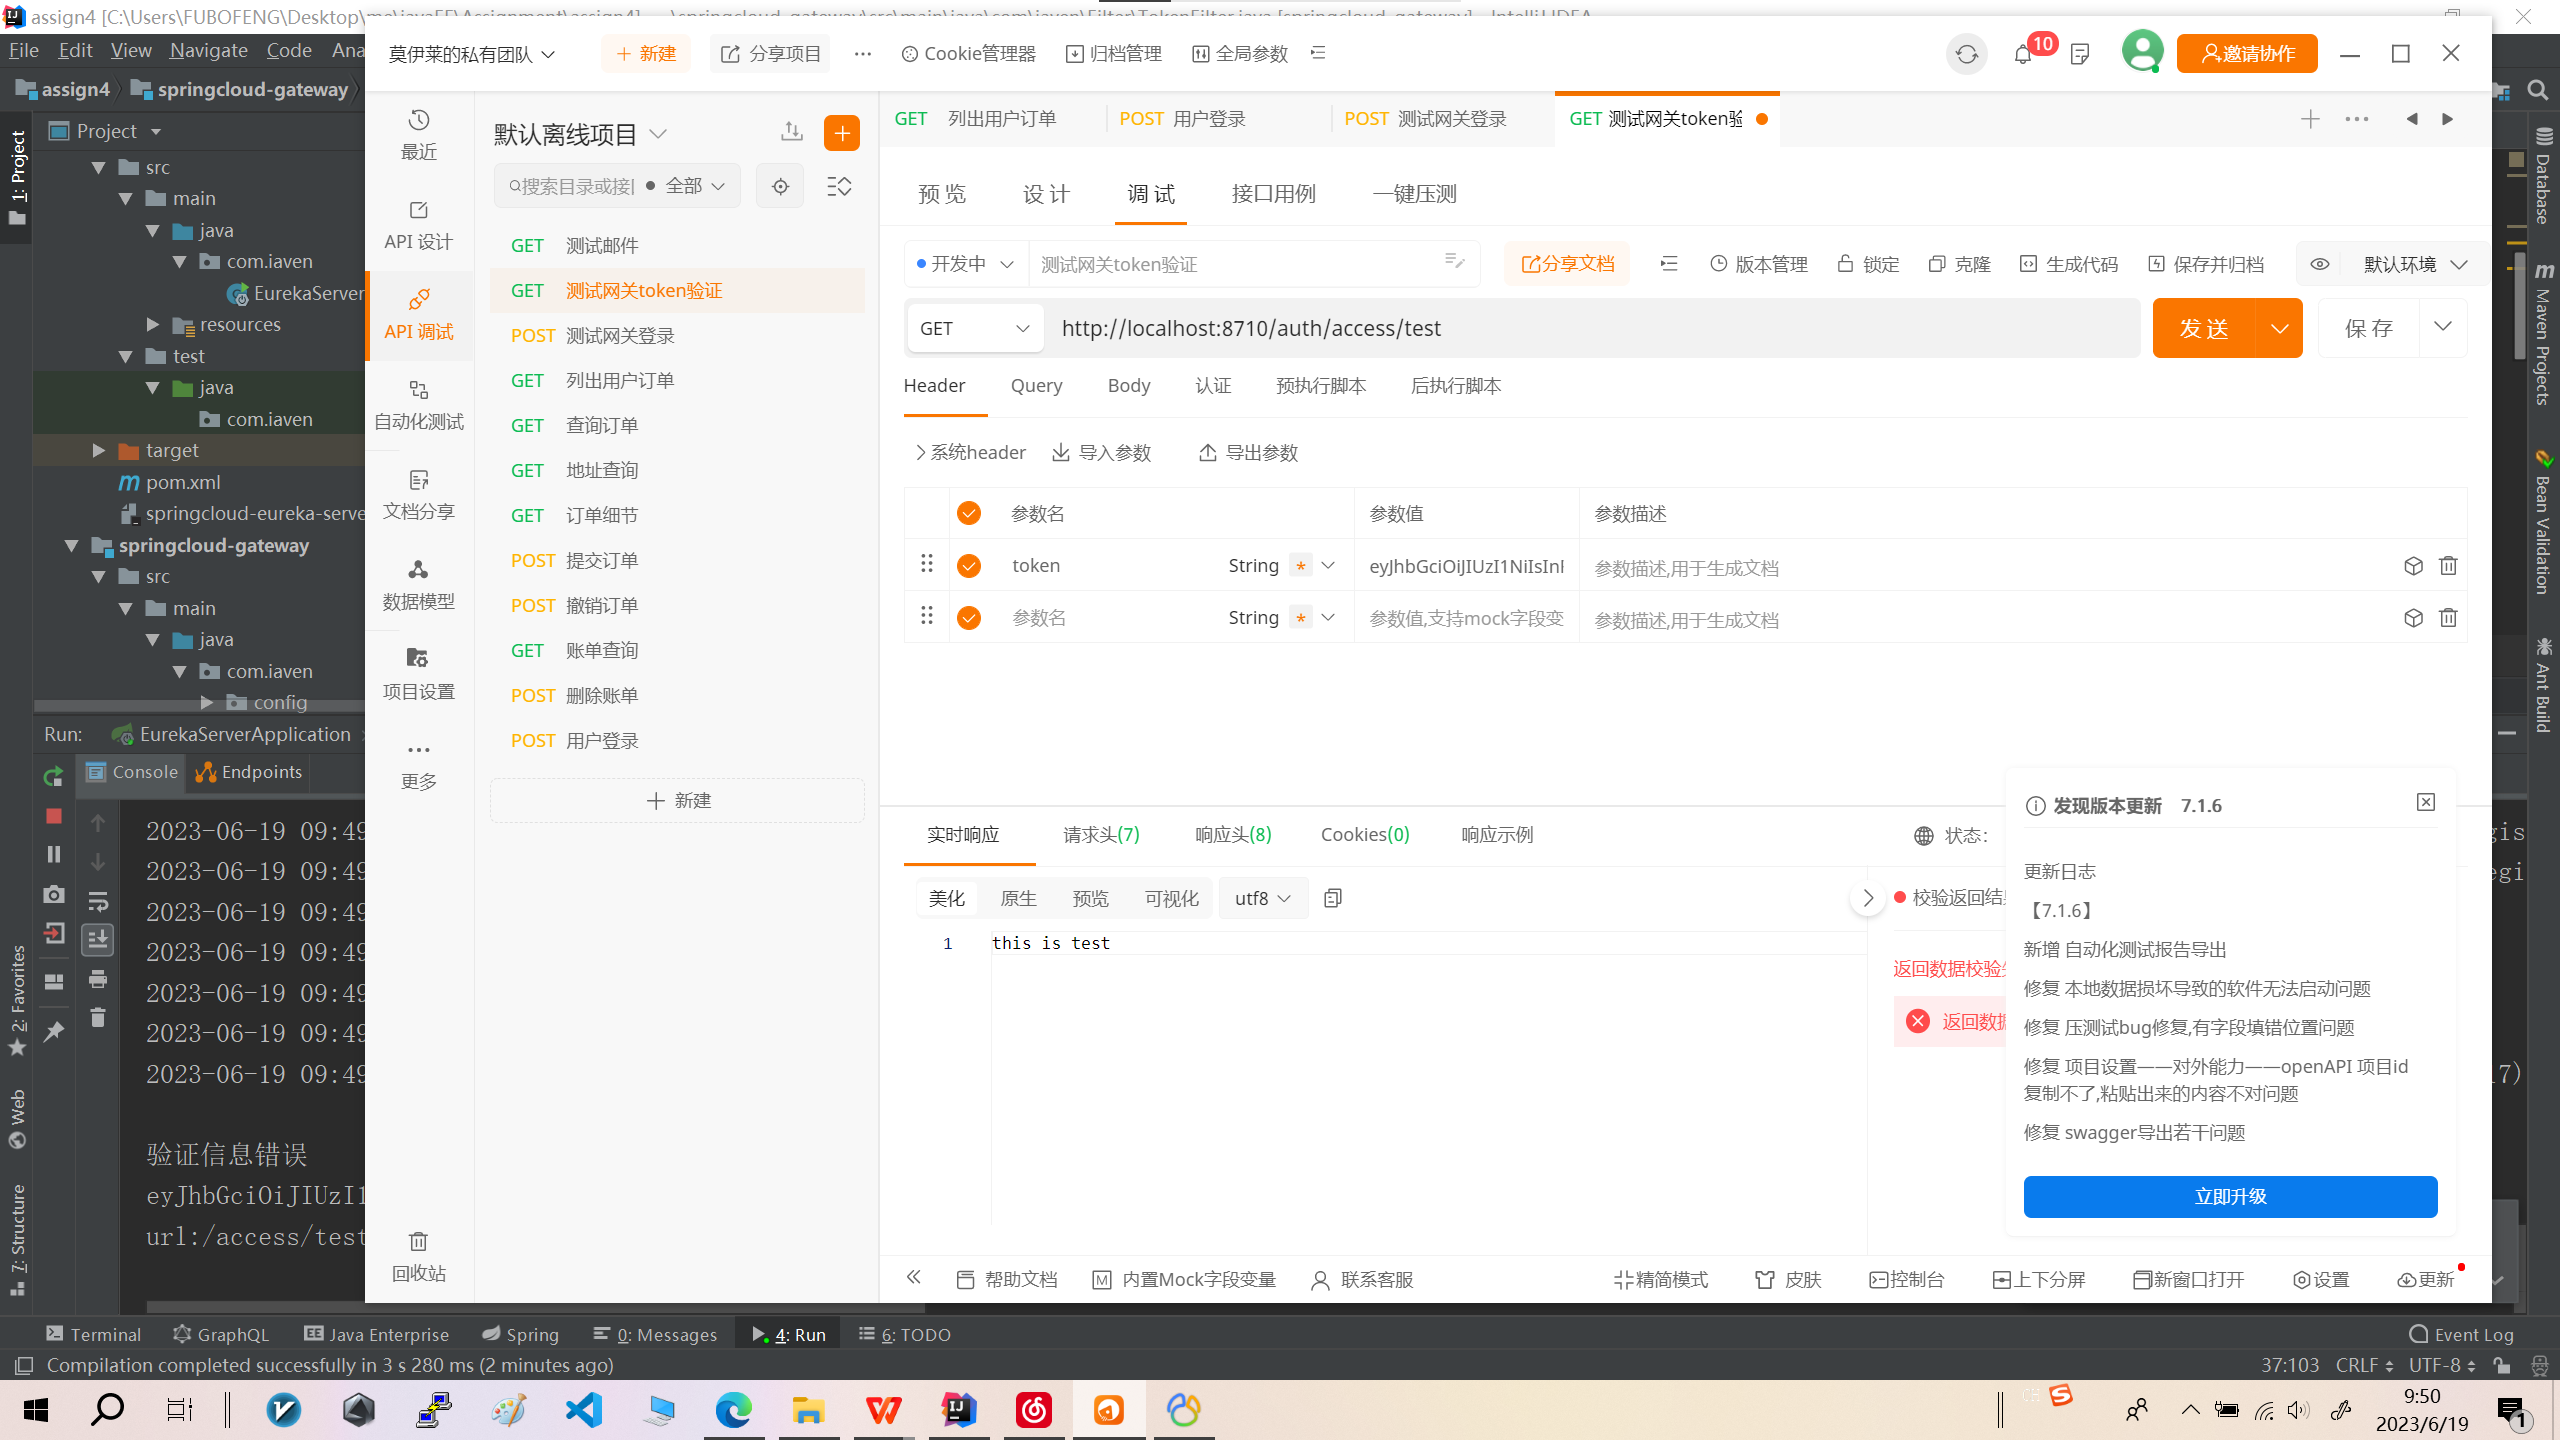 assign4 [C:\Users\FUBOFENG\Desktop\me\javaEE\Assignment\assign4] - ...\springcloud-gateway\src\main\java\com\iaven\Filter\TokenFilter.java [springcloud-gateway] - IntelliJ IDEA
File Edit View Navigate Code Ana
assign4 springcloud-gateway
Project
1: Project
src
main
java
com.iaven
EurekaServer
resources
test
java
com.iaven
target
pom.xml
springcloud-eureka-serve
springcloud-gateway
src
main
java
com.iaven
config
Run: EurekaServerApplication
Console Endpoints
2023-06-19 09:49
2023-06-19 09:49
2023-06-19 09:49
2023-06-19 09:49
2023-06-19 09:49
2023-06-19 09:49
2023-06-19 09:49
验证信息错误
eyJhbGciOiJIUzI1
url:/access/test
2: Favorites
Web
7: Structure
莫伊莱的私有团队 新建 分享项目 Cookie管理器 归档管理 全局参数 10 邀请协作
最近
API 设计
API 调试
自动化测试
文档分享
数据模型
项目设置
更多
回收站
默认离线项目
搜索目录或接 全部
GET 测试邮件
GET 测试网关token验证
POST 测试网关登录
GET 列出用户订单
GET 查询订单
GET 地址查询
GET 订单细节
POST 提交订单
POST 撤销订单
GET 账单查询
POST 删除账单
POST 用户登录
新建
GET 列出用户订单 POST 用户登录 POST 测试网关登录 GET 测试网关token验
预览 设计 调试 接口用例 一键压测
开发中 测试网关token验证 分享文档 版本管理 锁定 克隆 生成代码 保存并归档 默认环境
GET http://localhost:8710/auth/access/test 发送 保存
Header Query Body 认证 预执行脚本 后执行脚本
系统header 导入参数 导出参数
参数名 参数值 参数描述
token String * eyJhbGciOiJIUzI1NiIsInI 参数描述,用于生成文档
参数名 String * 参数值,支持mock字段变 参数描述,用于生成文档
实时响应 请求头(7) 响应头(8) Cookies(0) 响应示例 状态:
美化 原生 预览 可视化 utf8 校验返回结
1 this is test
返回数据校验
返回数
发现版本更新 7.1.6
更新日志
【7.1.6】
新增 自动化测试报告导出
修复 本地数据损坏导致的软件无法启动问题
修复 压测试bug修复,有字段填错位置问题
修复 项目设置——对外能力——openAPI 项目id
复制不了,粘贴出来的内容不对问题
修复 swagger导出若干问题
立即升级
帮助文档 内置Mock字段变量 联系客服 精简模式 皮肤 控制台 上下分屏 新窗口打开 设置 更新
Database
Maven Projects
Bean Validation
Ant Build
gis
egi
17)
Terminal GraphQL Java Enterprise Spring 0: Messages 4: Run 6: TODO Event Log
Compilation completed successfully in 3 s 280 ms (2 minutes ago) 37:103 CRLF UTF-8
9:50
2023/6/19
1